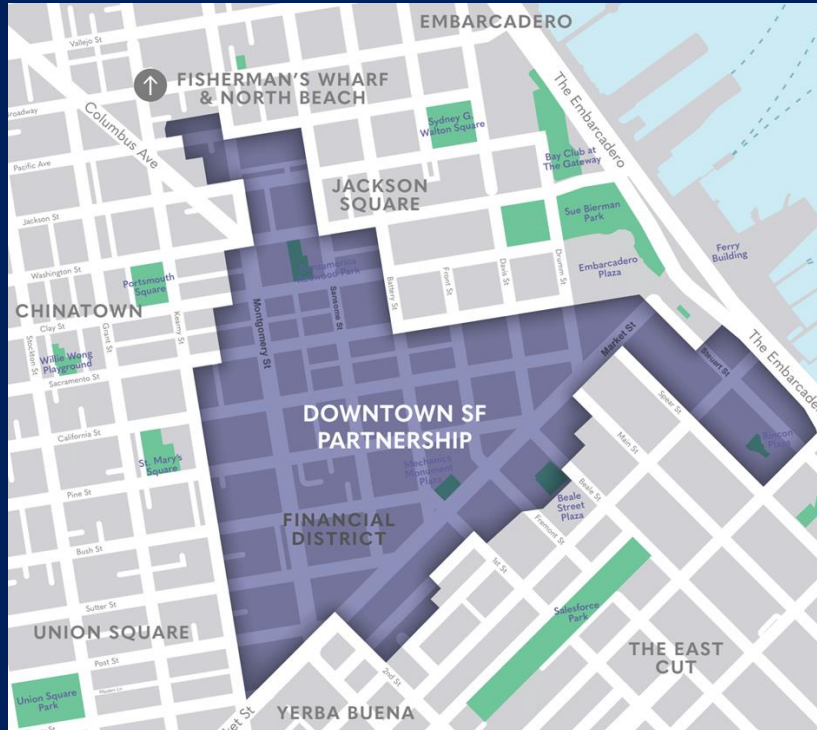 EMBARCADERO
Vallejo St
FISHERMAN'S WHARF
& NORTH BEACH
The Embarcadero
Columbus Ave
Sydney G.
Walton Square
Pacific Ave
Bay Club at
The Gateway
JACKSON
SQUARE
Jackson St
Sue Bierman
Park
Ferry
Building
Washington St
Portsmouth
Square
Redwood Park
Embarcadero
Plaza
Battery St
Front St
Davis St
Drumm St
CHINATOWN
Montgomery St
Sansome St
Clay St
Stockton St
Grant St
Kearny St
Willie Wong
Playground
Sacramento St
Market St
Steuart St
The Embarcadero
California St
DOWNTOWN SF
PARTNERSHIP
Spear St
Main St
Rincon
Plaza
St. Mary's
Square
Mechanics
Monument
Plaza
Beale St
Beale
Street
Plaza
Pine St
FINANCIAL
DISTRICT
Fremont St
Bush St
1st St
Sutter St
Salesforce
Park
UNION SQUARE
Post St
THE EAST
CUT
2nd St
Maiden Ln
Union Square
Park
YERBA BUENA